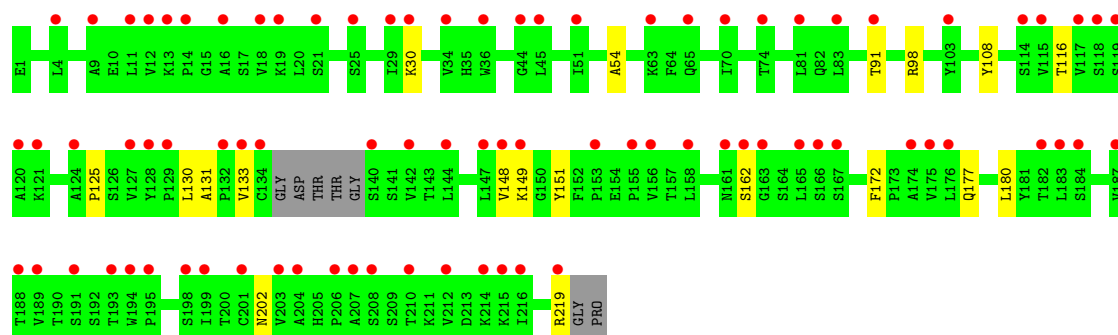 E1 L4 A9 E10 L11 V12 K13 P14 G15 A16 S17 V18 K19 L20 S21 S25 I29 K30 V34 H35 W36 G44 L45 I51 A54 K63 F64 Q65 I70 T74 L81 Q82 L83 T91 R98 Y103 Y108 S114 V115 T116 V117 S118 S119
A120 K121 A124 P125 S126 V127 Y128 P129 L130 A131 P132 V133 C134 GLY ASP THR THR GLY S140 S141 V142 T143 L144 L147 V148 K149 G150 Y151 F152 P153 E154 P155 V156 T157 L158 N161 S162 G163 S164 L165 S166 S167 F172 P173 A174 V175 L176 Q177 L180 Y181 T182 L183 S184 V187
T188 V189 T190 S191 S192 T193 W194 P195 S198 I199 T200 C201 N202 V203 A204 H205 P206 A207 S208 S209 T210 K211 V212 D213 K214 K215 I216 R219 GLY PRO